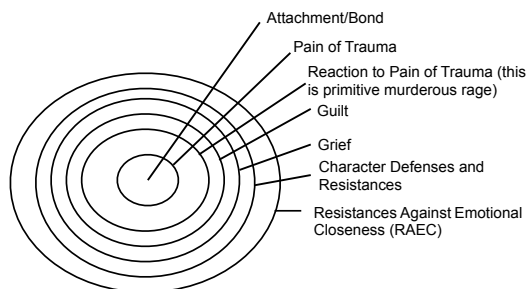 Attachment/Bond
Pain of Trauma
Reaction to Pain of Trauma (this
is primitive murderous rage)
Guilt
Grief
Character Defenses and
Resistances
Resistances Against Emotional
Closeness (RAEC)